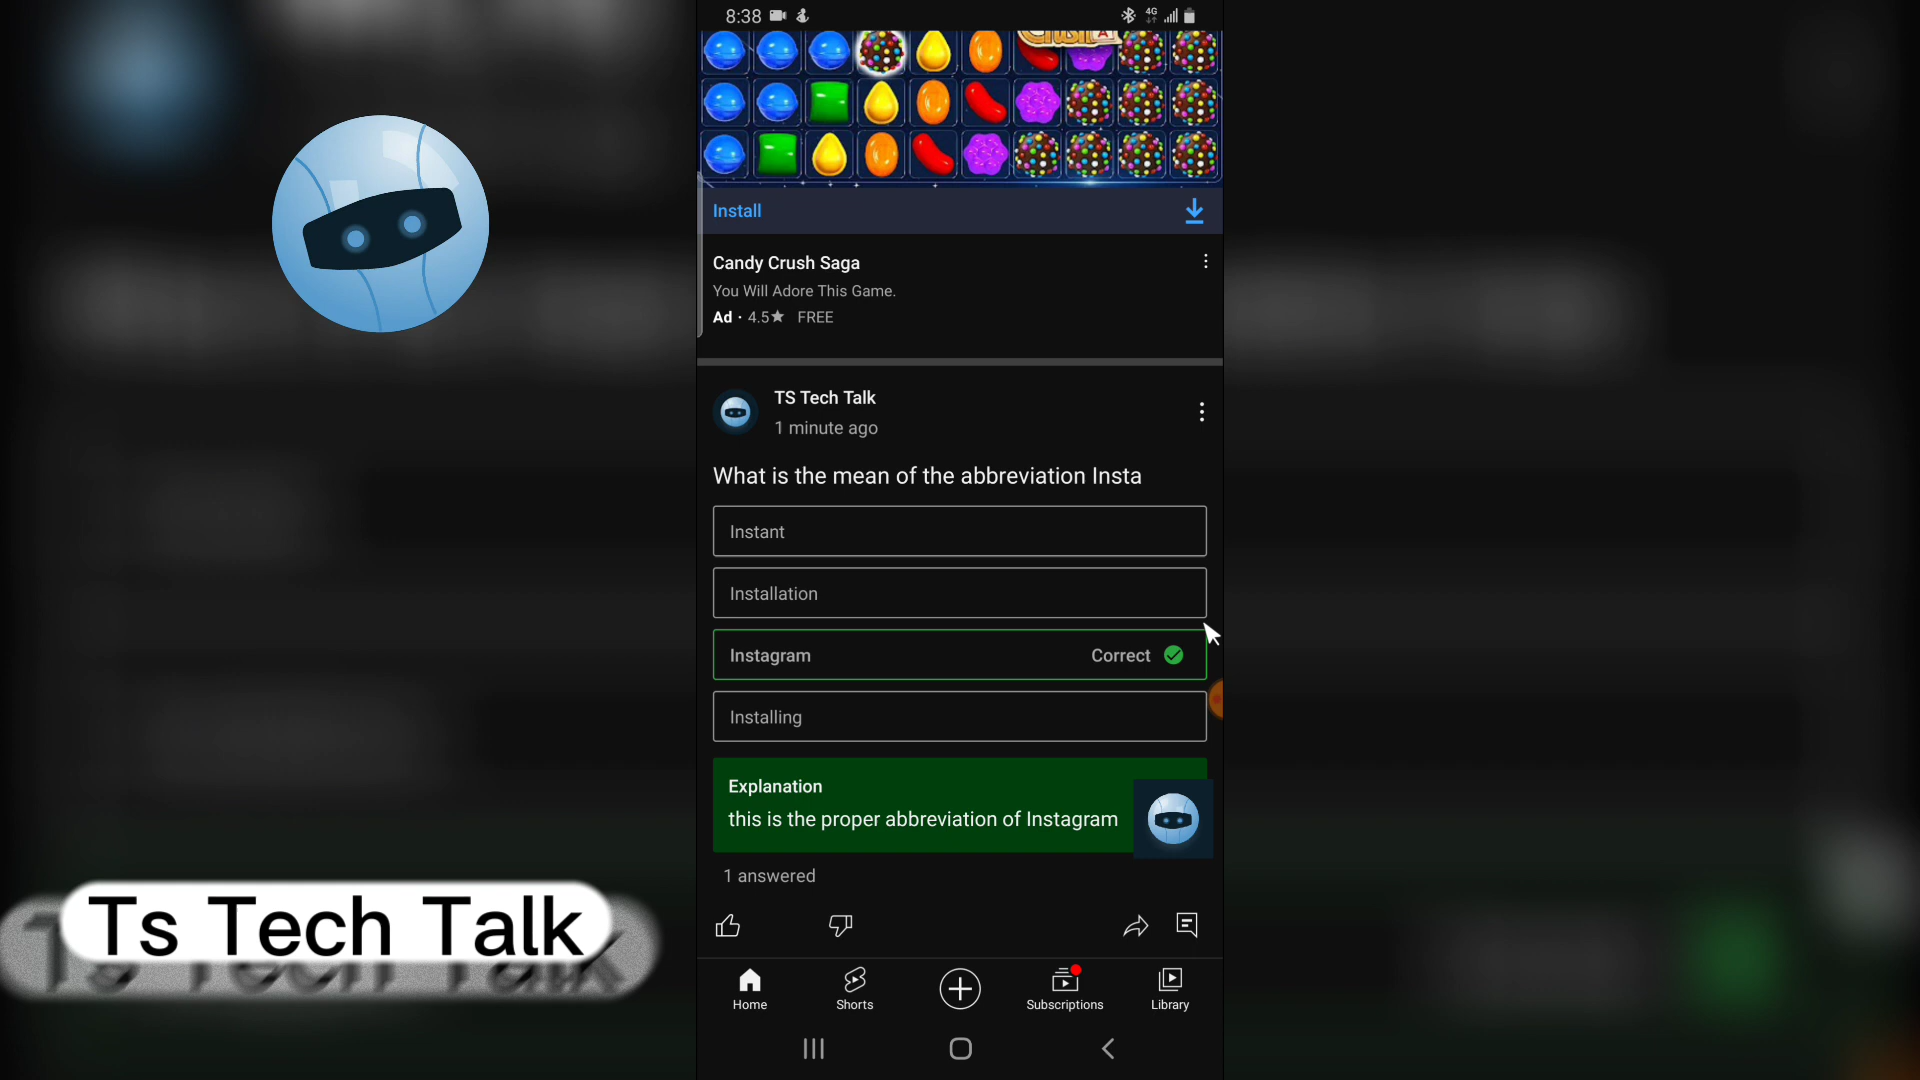 8:38
4G
Install
Candy Crush Saga
You Will Adore This Game.
Ad · 4.5★ FREE
TS Tech Talk
1 minute ago
What is the mean of the abbreviation Insta
Instant
Installation
Instagram Correct
Installing
Explanation
this is the proper abbreviation of Instagram
1 answered
Home
Shorts
Subscriptions
Library
Ts Tech Talk